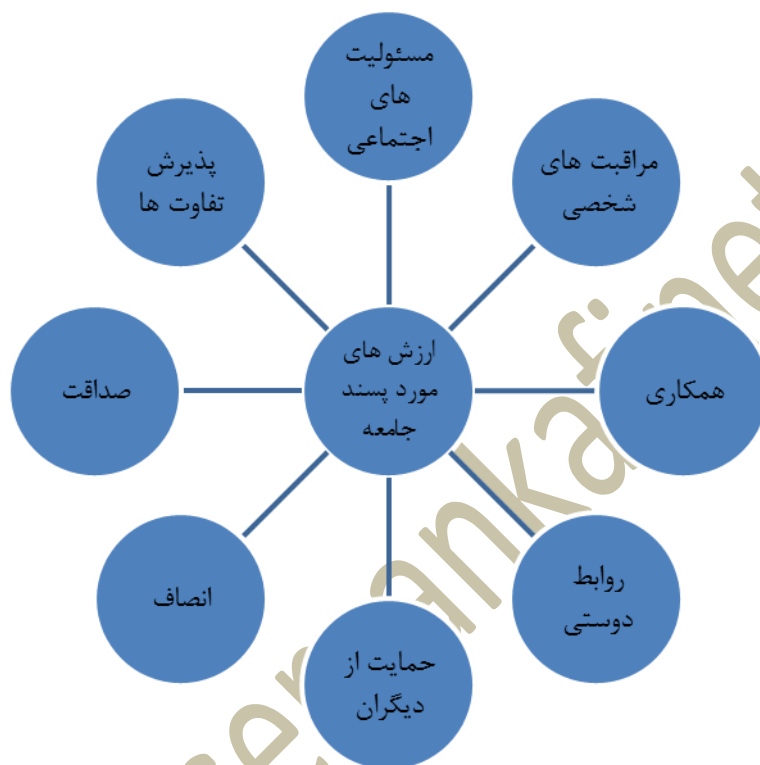 مسئولیت
های
اجتماعی
مراقبت های
شخصی
همکاری
روابط
دوستی
حمایت از
دیگران
انصاف
صداقت
پذیرش
تفاوت ها
ارزش های
مورد پسند
جامعه